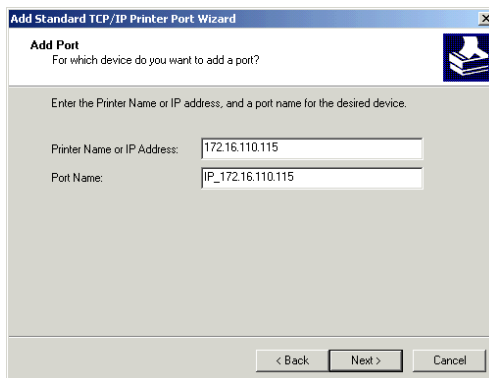 Add Standard TCP/IP Printer Port Wizard
Add Port
For which device do you want to add a port?
Enter the Printer Name or IP address, and a port name for the desired device.
Printer Name or IP Address: 172.16.110.115
Port Name: IP_172.16.110.115
< Back Next > Cancel